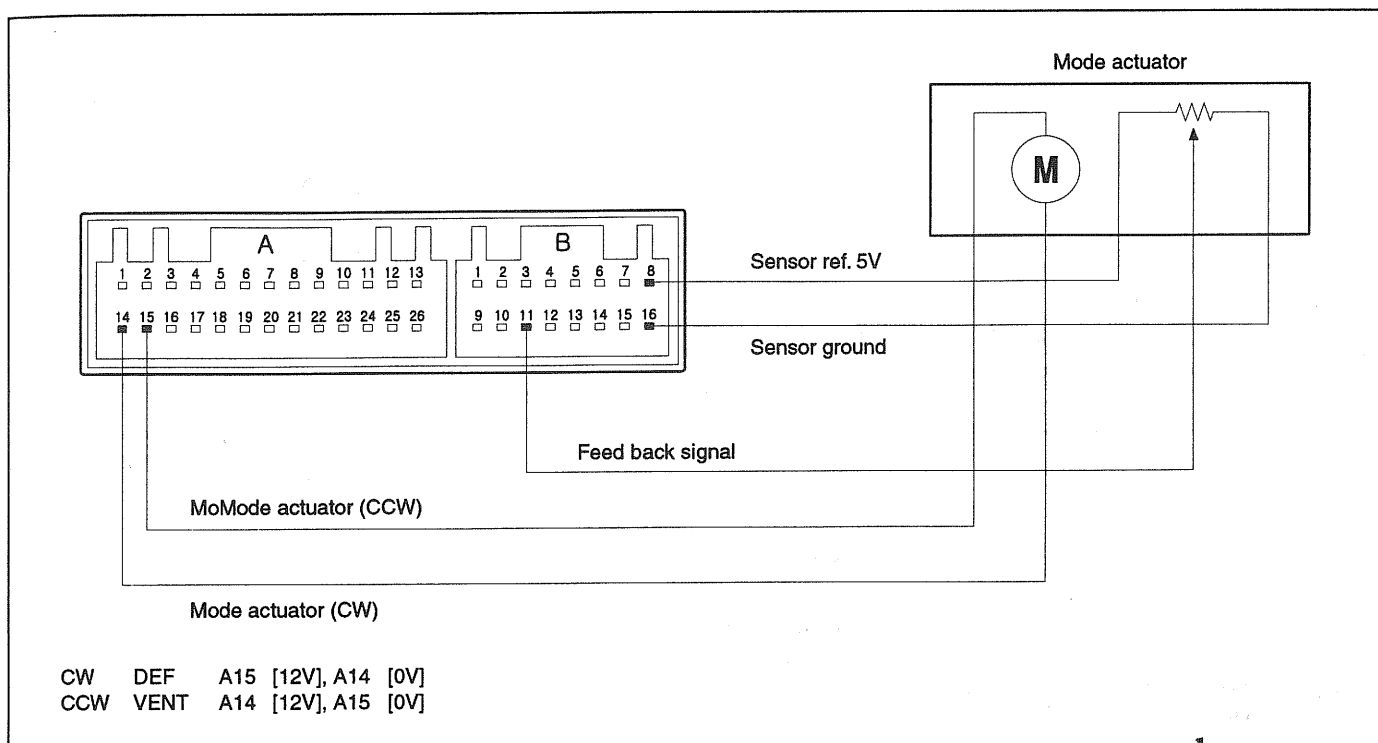 Mode actuator
M
A
B
1 2 3 4 5 6 7 8 9 10 11 12 13
1 2 3 4 5 6 7 8
14 15 16 17 18 19 20 21 22 23 24 25 26
9 10 11 12 13 14 15 16
Sensor ref. 5V
Sensor ground
Feed back signal
MoMode actuator (CCW)
Mode actuator (CW)
CW DEF A15 [12V], A14 [0V]
CCW VENT A14 [12V], A15 [0V]